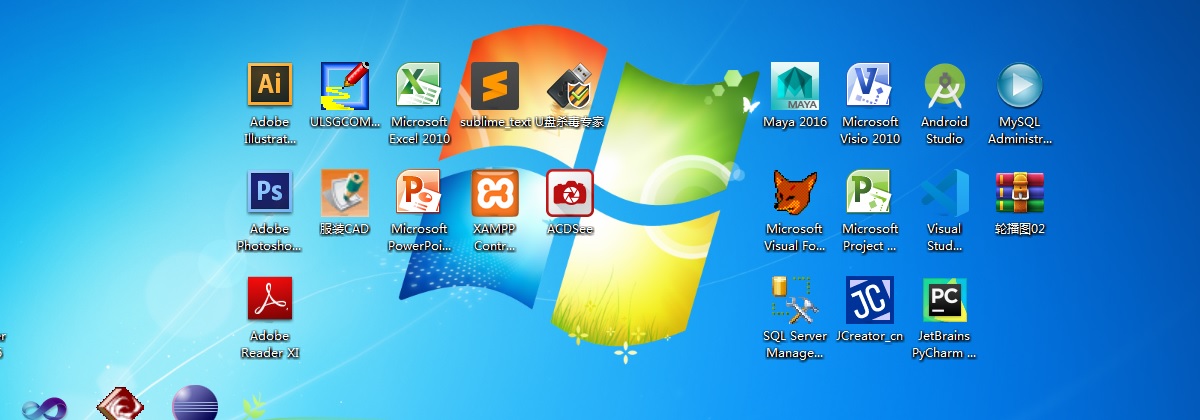 Ai
Adobe
Illustrat...
ULSGCOM...
Microsoft
Excel 2010
sublime_text
U盘杀毒专家
MAYA
Maya 2016
Microsoft
Visio 2010
Android
Studio
MySQL
Administr...
Ps
Adobe
Photosho...
服装CAD
Microsoft
PowerPoi...
XAMPP
Contr...
ACDSee
Microsoft
Visual Fo...
Microsoft
Project ...
Visual
Stud...
轮播图02
Adobe
Reader XI
SQL Server
Manage...
JC
JCreator_cn
PC
JetBrains
PyCharm ...